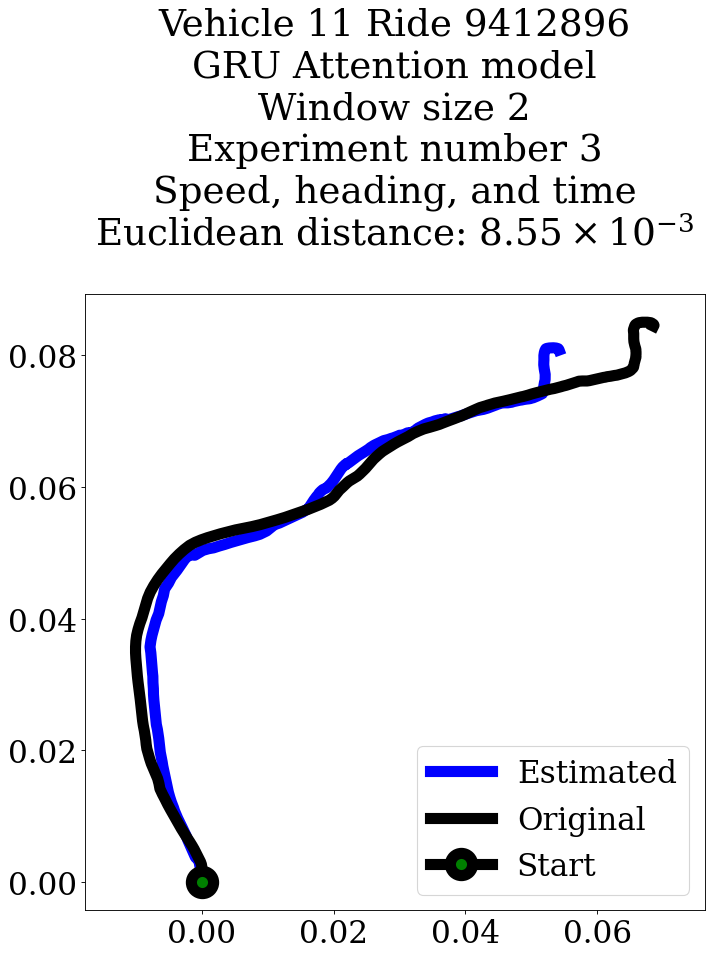 Vehicle 11 Ride 9412896
GRU Attention model
Window size 2
Experiment number 3
Speed, heading, and time
Euclidean distance: 8.55 × 10⁻³
0.08
0.06
0.04
0.02
0.00
Estimated
Original
Start
0.00 0.02 0.04 0.06